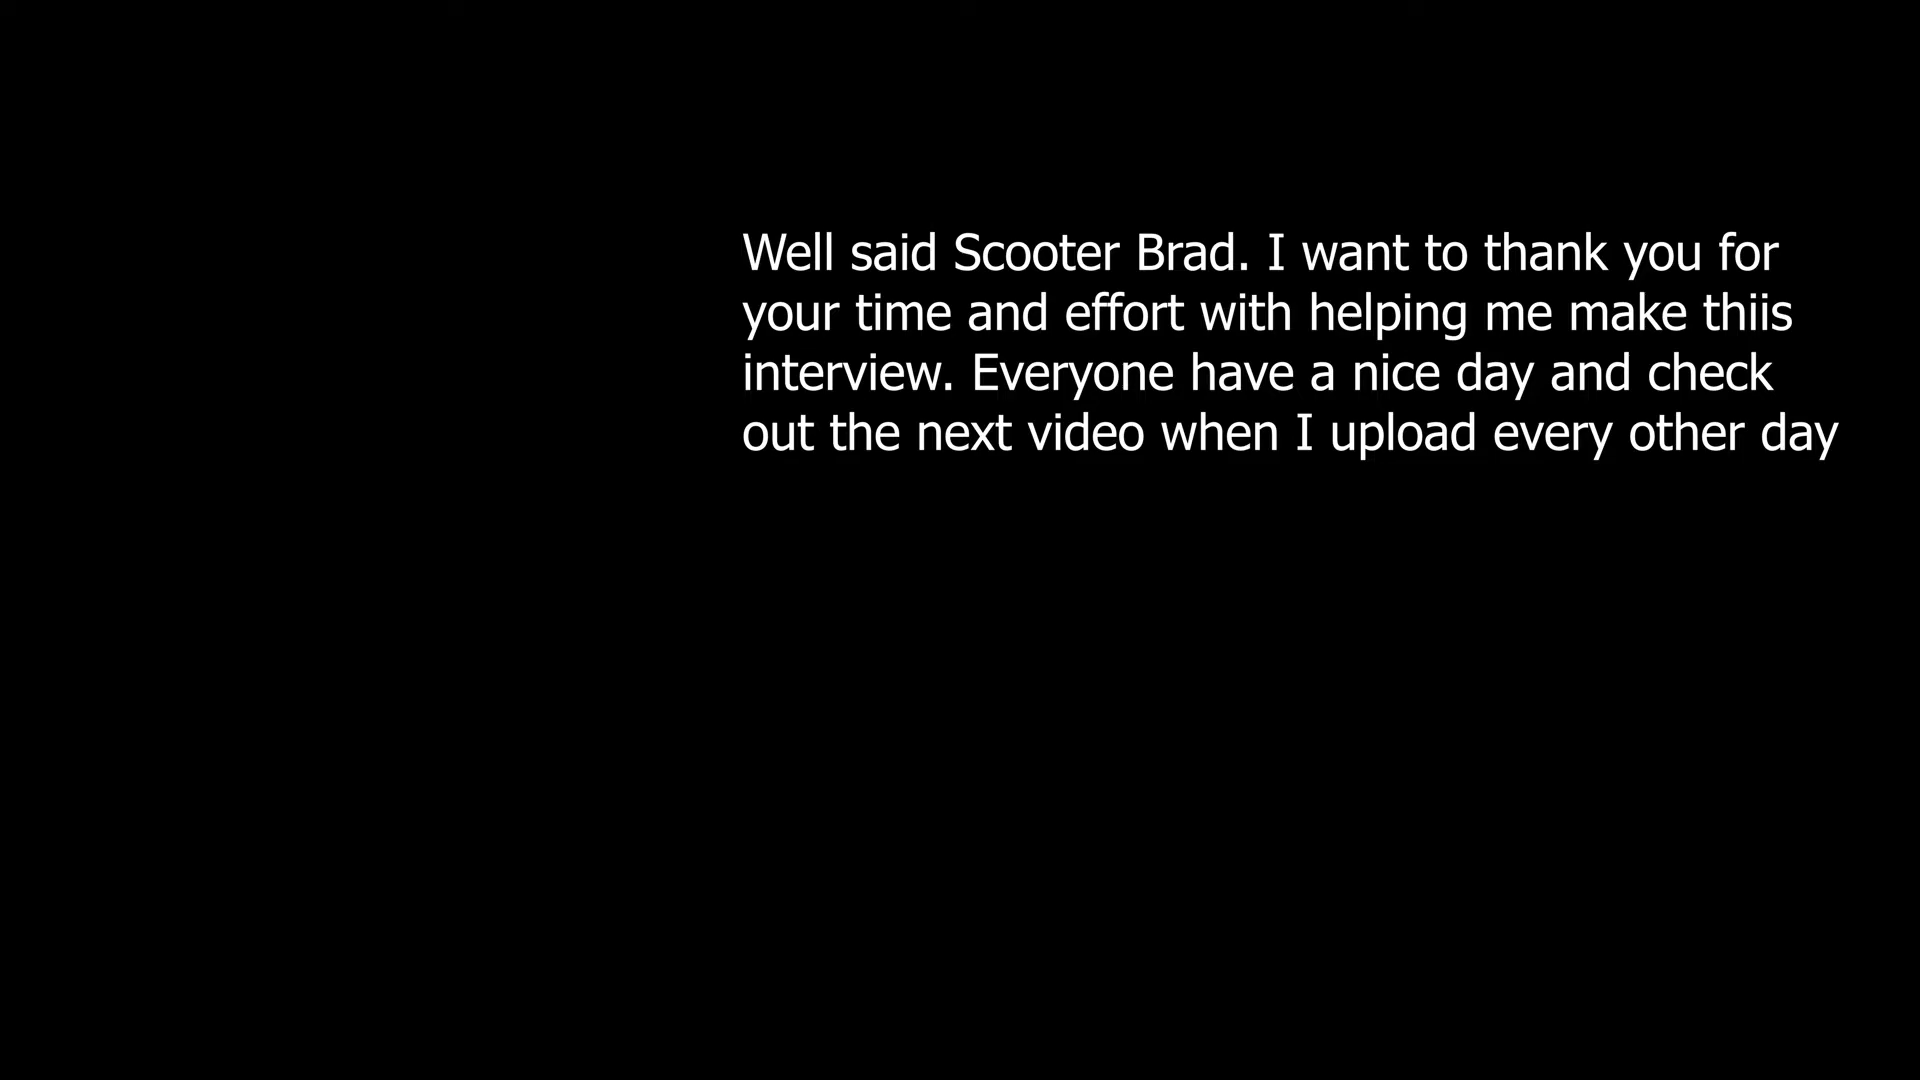 Well said Scooter Brad. I want to thank you for
your time and effort with helping me make thiis
interview. Everyone have a nice day and check
out the next video when I upload every other day